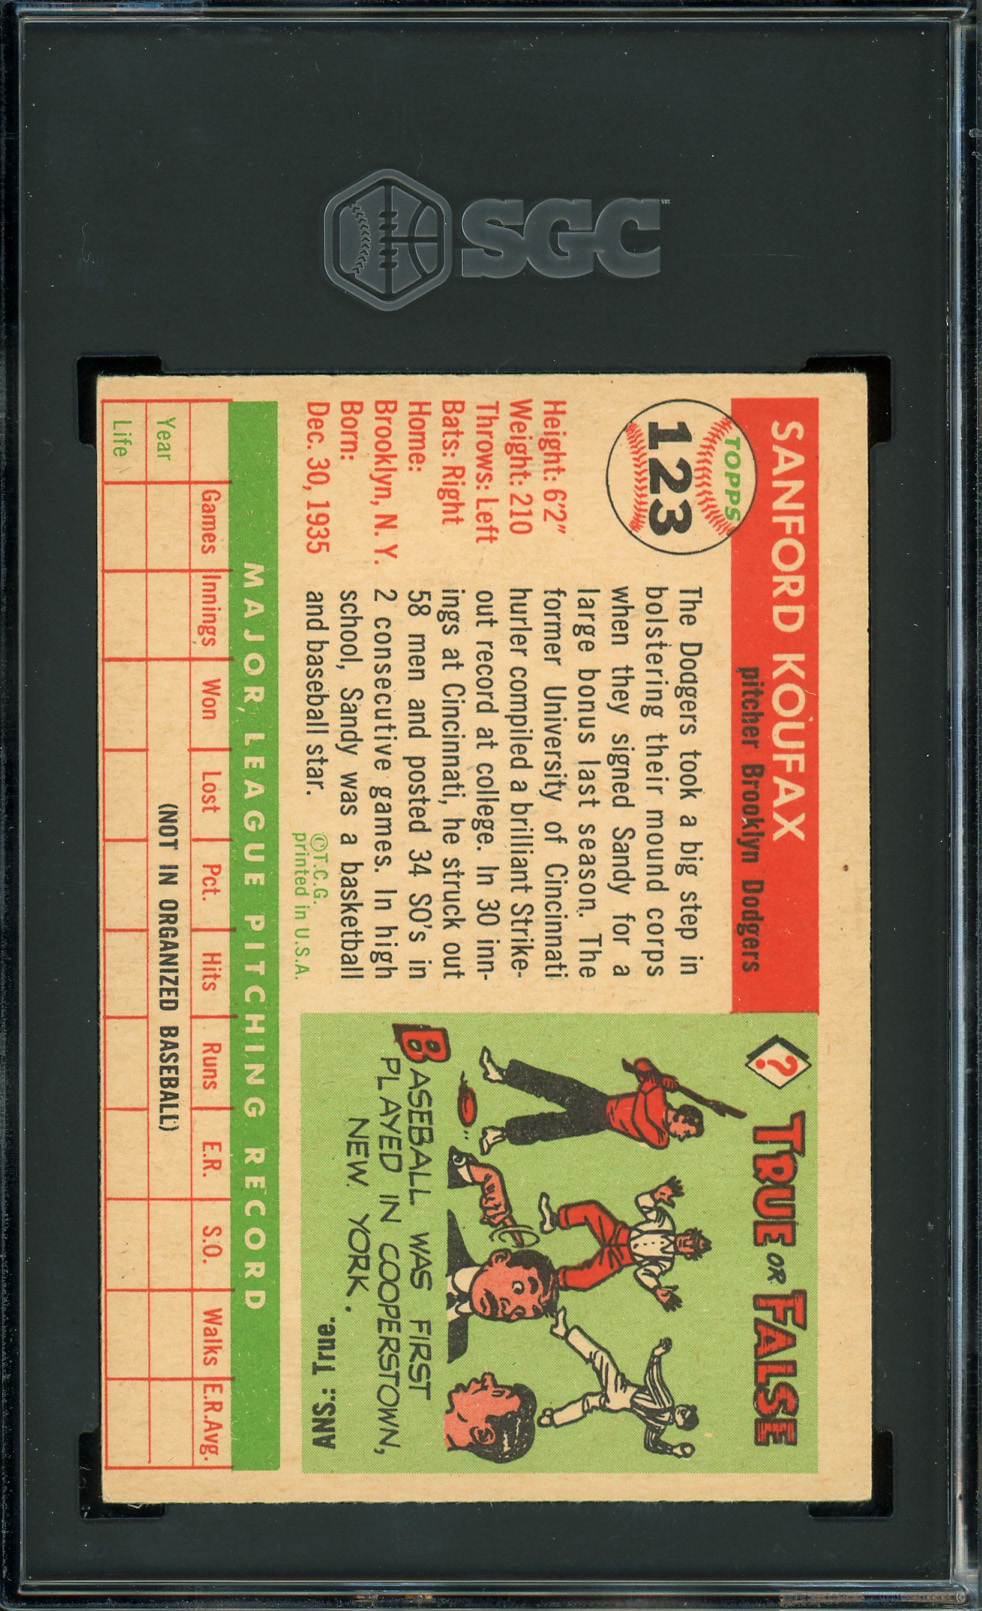 SGC
SANFORD KOUFAX
pitcher Brooklyn Dodgers
TOPPS
123
Height: 6'2"
Weight: 210
Throws: Left
Bats: Right
Home:
Brooklyn, N. Y.
Born:
Dec. 30, 1935
The Dodgers took a big step in
bolstering their mound corps
when they signed Sandy for a
large bonus last season. The
former University of Cincinnati
hurler compiled a brilliant Strike-
out record at college. In 30 inn-
ings at Cincinnati, he struck out
58 men and posted 34 SO's in
2 consecutive games. In high
school, Sandy was a basketball
and baseball star.
©T.C.G.
printed in U.S.A.
?
TRUE OR FALSE
BASEBALL WAS FIRST
PLAYED IN COOPERSTOWN,
NEW YORK.
ANS.: True.
MAJOR LEAGUE PITCHING RECORD
Games Innings Won Lost Pct. Hits Runs E.R. S.O. Walks E.R.Avg.
Year (NOT IN ORGANIZED BASEBALL)
Life